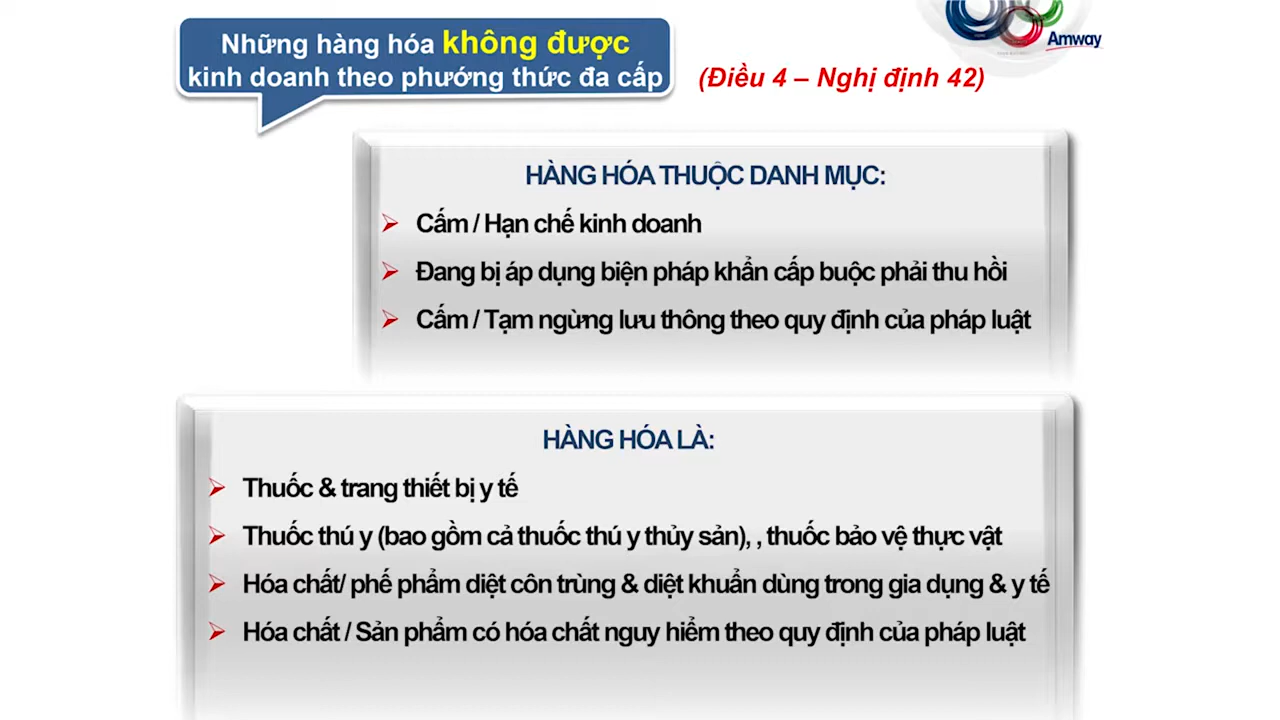 Những hàng hóa không được
kinh doanh theo phướng thức đa cấp
(Điều 4 – Nghị định 42)
Amway
HÀNG HÓA THUỘC DANH MỤC:
Cấm / Hạn chế kinh doanh
Đang bị áp dụng biện pháp khẩn cấp buộc phải thu hồi
Cấm / Tạm ngừng lưu thông theo quy định của pháp luật
HÀNG HÓA LÀ:
Thuốc & trang thiết bị y tế
Thuốc thú y (bao gồm cả thuốc thú y thủy sản), , thuốc bảo vệ thực vật
Hóa chất/ phế phẩm diệt côn trùng & diệt khuẩn dùng trong gia dụng & y tế
Hóa chất / Sản phẩm có hóa chất nguy hiểm theo quy định của pháp luật